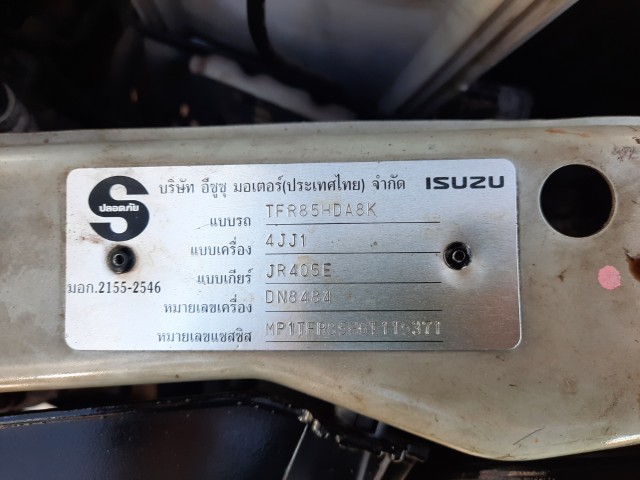 บริษัท อีซูซุ มอเตอร์(ประเทศไทย) จำกัด ISUZU
ปลอดภัย
แบบรถ TFR85HDA8K
แบบเครื่อง 4JJ1
แบบเกียร์ JR405E
มอก.2155-2546
หมายเลขเครื่อง DN8484
หมายเลขแชสซิส